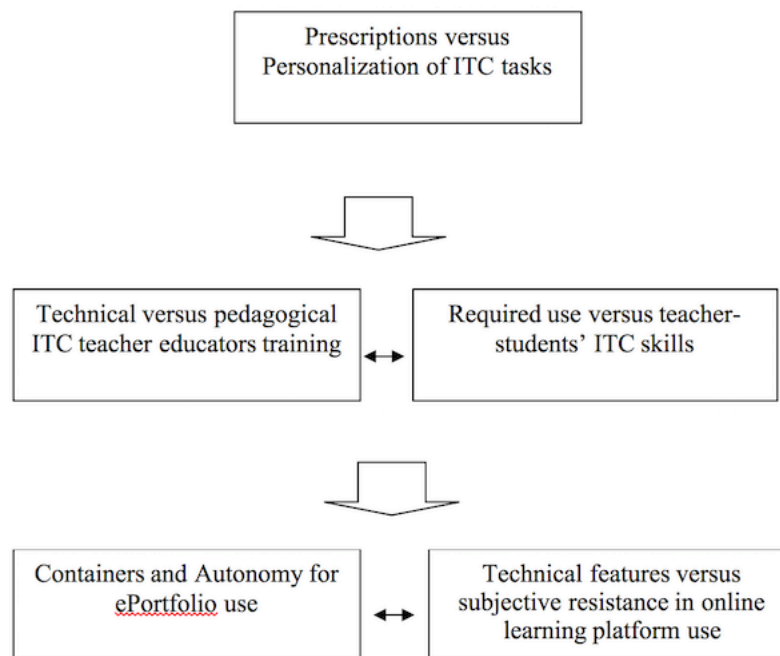 Prescriptions versus
Personalization of ITC tasks
Technical versus pedagogical
ITC teacher educators training
Required use versus teacher-
students’ ITC skills
Containers and Autonomy for
ePortfolio use
Technical features versus
subjective resistance in online
learning platform use